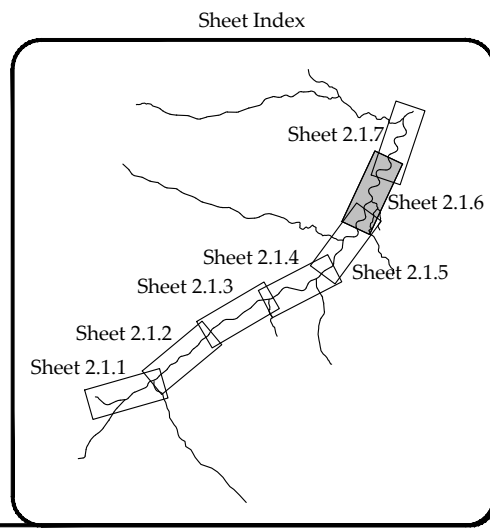 Sheet Index
Sheet 2.1.7
Sheet 2.1.6
Sheet 2.1.4
Sheet 2.1.5
Sheet 2.1.3
Sheet 2.1.2
Sheet 2.1.1